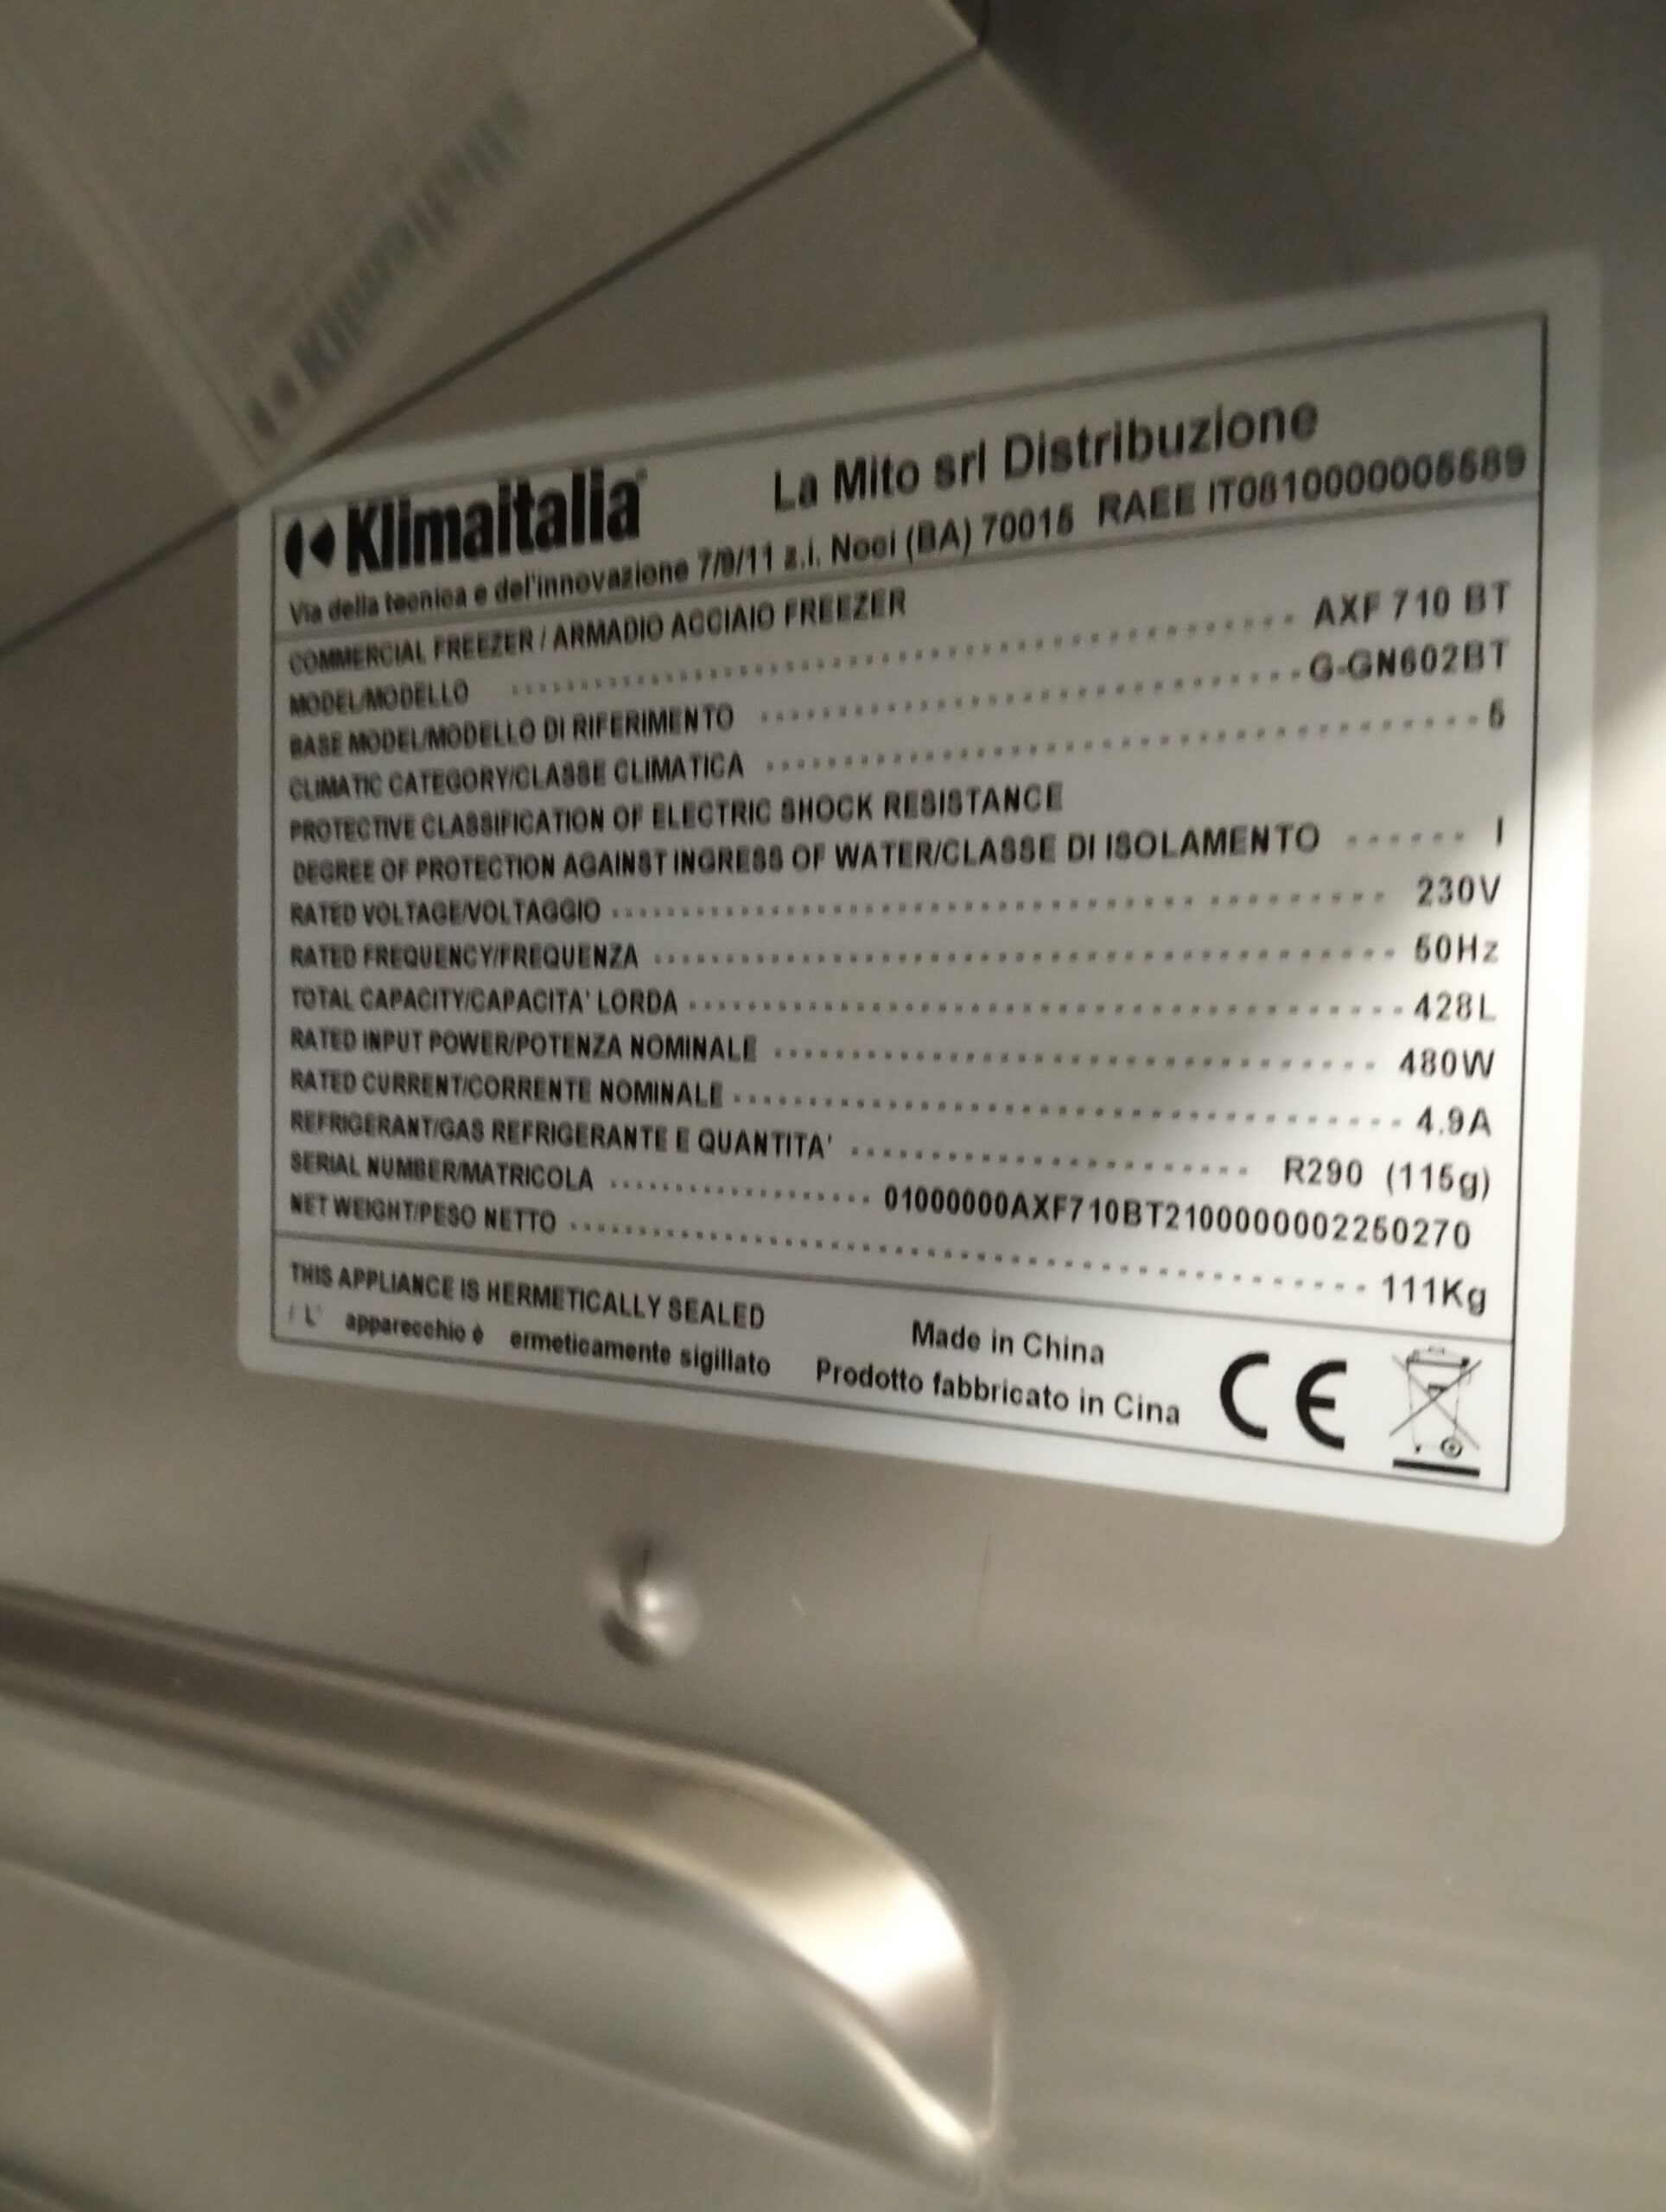 Klimaitalia
Klimaitalia® La Mito srl Distribuzione
Via della tecnica e del'innovazione 7/9/11 z.i. Noci (BA) 70015 RAEE IT0810000005589
COMMERCIAL FREEZER / ARMADIO ACCIAIO FREEZER
MODEL/MODELLO ........ AXF 710 BT
BASE MODEL/MODELLO DI RIFERIMENTO ........ G-GN602BT
CLIMATIC CATEGORY/CLASSE CLIMATICA ........ 5
PROTECTIVE CLASSIFICATION OF ELECTRIC SHOCK RESISTANCE
DEGREE OF PROTECTION AGAINST INGRESS OF WATER/CLASSE DI ISOLAMENTO ...... I
RATED VOLTAGE/VOLTAGGIO ........ 230V
RATED FREQUENCY/FREQUENZA ........ 50Hz
TOTAL CAPACITY/CAPACITA' LORDA ........ 428L
RATED INPUT POWER/POTENZA NOMINALE ........ 480W
RATED CURRENT/CORRENTE NOMINALE ........ 4.9A
REFRIGERANT/GAS REFRIGERANTE E QUANTITA' ........ R290 (115g)
SERIAL NUMBER/MATRICOLA ........ 01000000AXF710BT2100000002250270
NET WEIGHT/PESO NETTO ........ 111Kg
THIS APPLIANCE IS HERMETICALLY SEALED
/ L' apparecchio è ermeticamente sigillato
Made in China
Prodotto fabbricato in Cina
CE